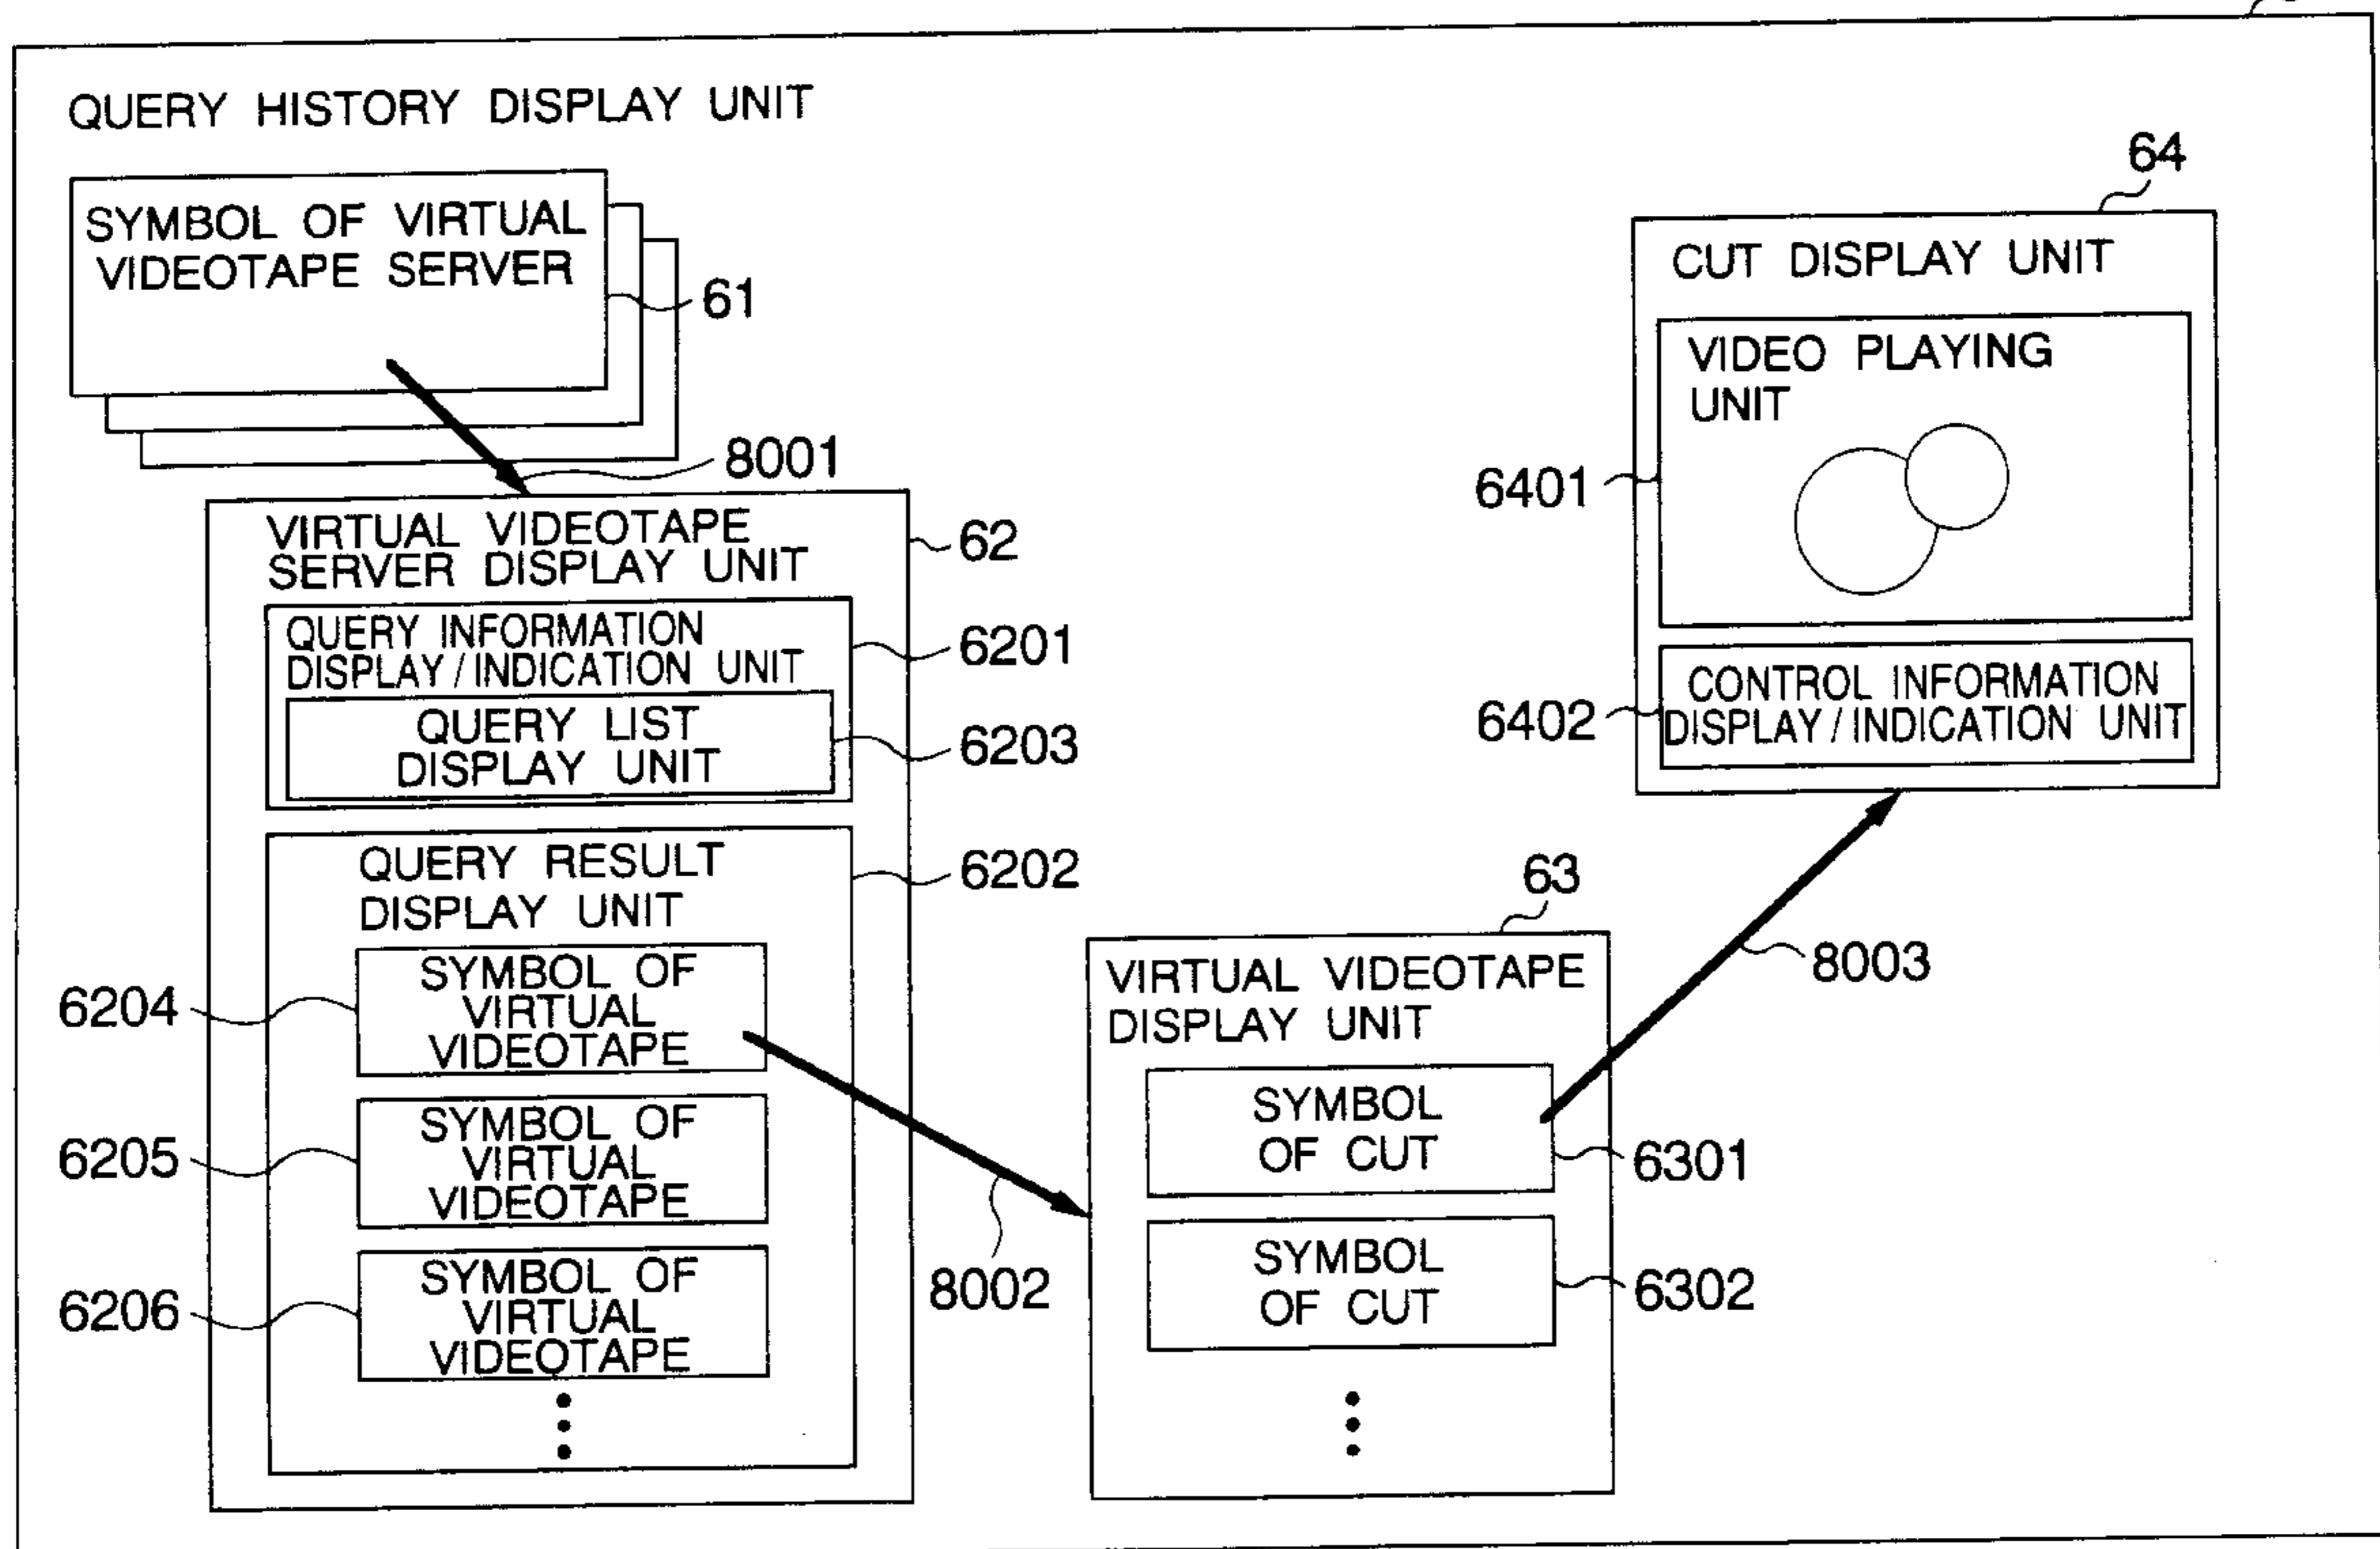 QUERY HISTORY DISPLAY UNIT
SYMBOL OF VIRTUAL
VIDEOTAPE SERVER
61
8001
VIRTUAL VIDEOTAPE
SERVER DISPLAY UNIT
62
QUERY INFORMATION
DISPLAY/INDICATION UNIT
6201
QUERY LIST
DISPLAY UNIT
6203
QUERY RESULT
DISPLAY UNIT
6202
SYMBOL OF
VIRTUAL
VIDEOTAPE
6204
SYMBOL OF
VIRTUAL
VIDEOTAPE
6205
SYMBOL OF
VIRTUAL
VIDEOTAPE
6206
8002
63
VIRTUAL VIDEOTAPE
DISPLAY UNIT
SYMBOL
OF CUT
6301
SYMBOL
OF CUT
6302
8003
64
CUT DISPLAY UNIT
VIDEO PLAYING
UNIT
6401
CONTROL INFORMATION
DISPLAY/INDICATION UNIT
6402